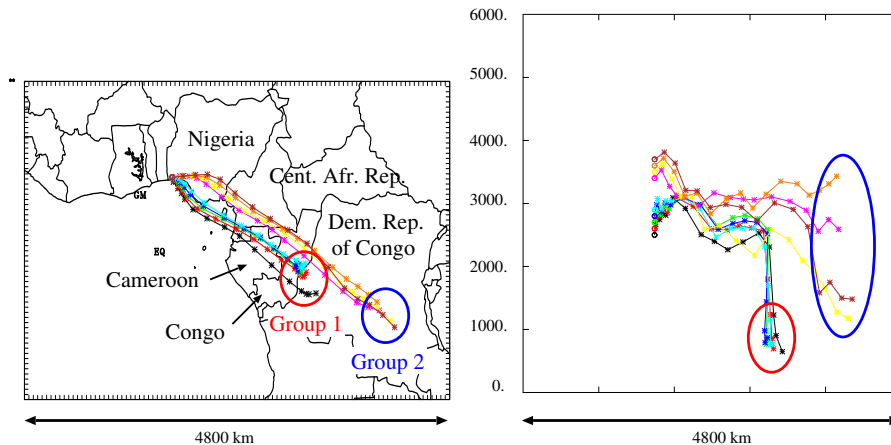 Nigeria
Cent. Afr. Rep.
GM
Dem. Rep.
of Congo
EQ
Cameroon
Congo
Group 1
Group 2
4800 km
6000.
5000.
4000.
3000.
2000.
1000.
0.
4800 km